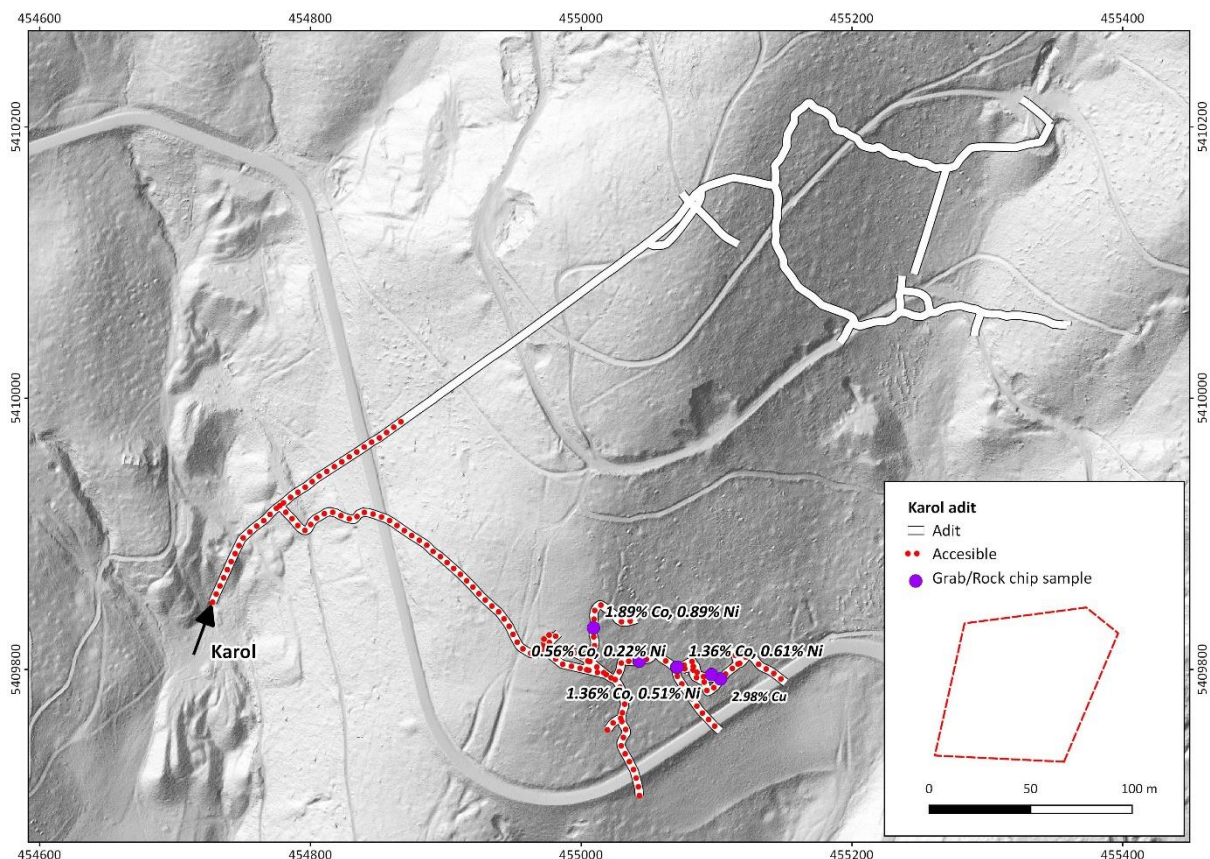 454600 454800 455000 455200 455400
5410200 5410200
5410000 5410000
Karol adit
Adit
Accesible
Grab/Rock chip sample
1.89% Co, 0.89% Ni
Karol
0.56% Co, 0.22% Ni 1.36% Co, 0.61% Ni
5409800 5409800
1.36% Co, 0.51% Ni 2.98% Cu
0 50 100 m
454600 454800 455000 455200 455400